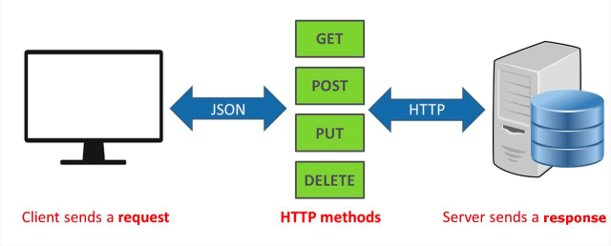 GET
POST
JSON
HTTP
PUT
DELETE
Client sends a request
HTTP methods
Server sends a response